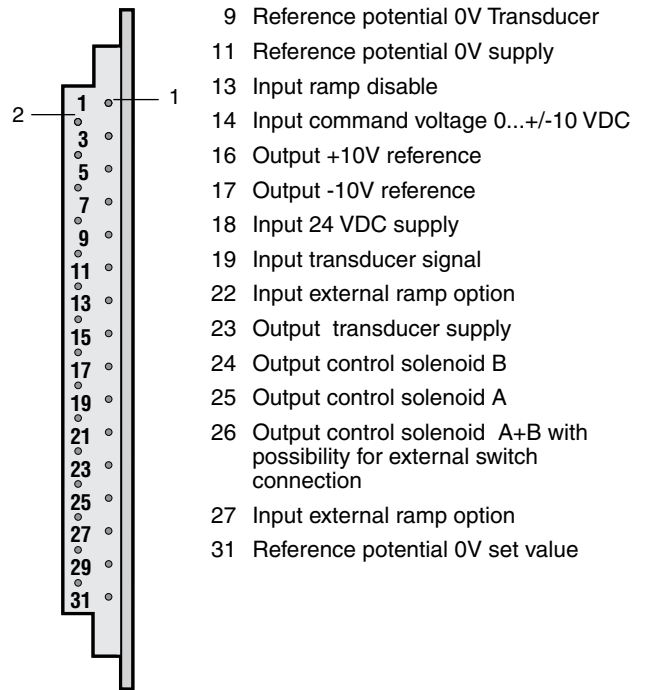 9 Reference potential 0V Transducer
11 Reference potential 0V supply
13 Input ramp disable
14 Input command voltage 0...+/-10 VDC
16 Output +10V reference
17 Output -10V reference
18 Input 24 VDC supply
19 Input transducer signal
22 Input external ramp option
23 Output transducer supply
24 Output control solenoid B
25 Output control solenoid A
26 Output control solenoid A+B with
possibility for external switch
connection
27 Input external ramp option
31 Reference potential 0V set value
1
2
1
3
5
7
9
11
13
15
17
19
21
23
25
27
29
31